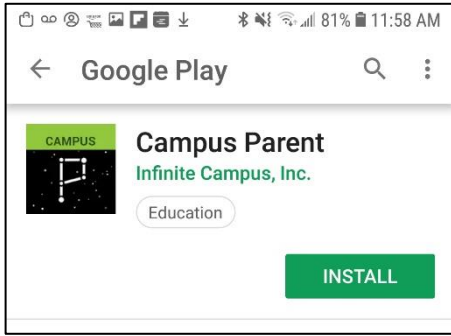 81% 11:58 AM
Google Play
CAMPUS
Campus Parent
Infinite Campus, Inc.
Education
INSTALL